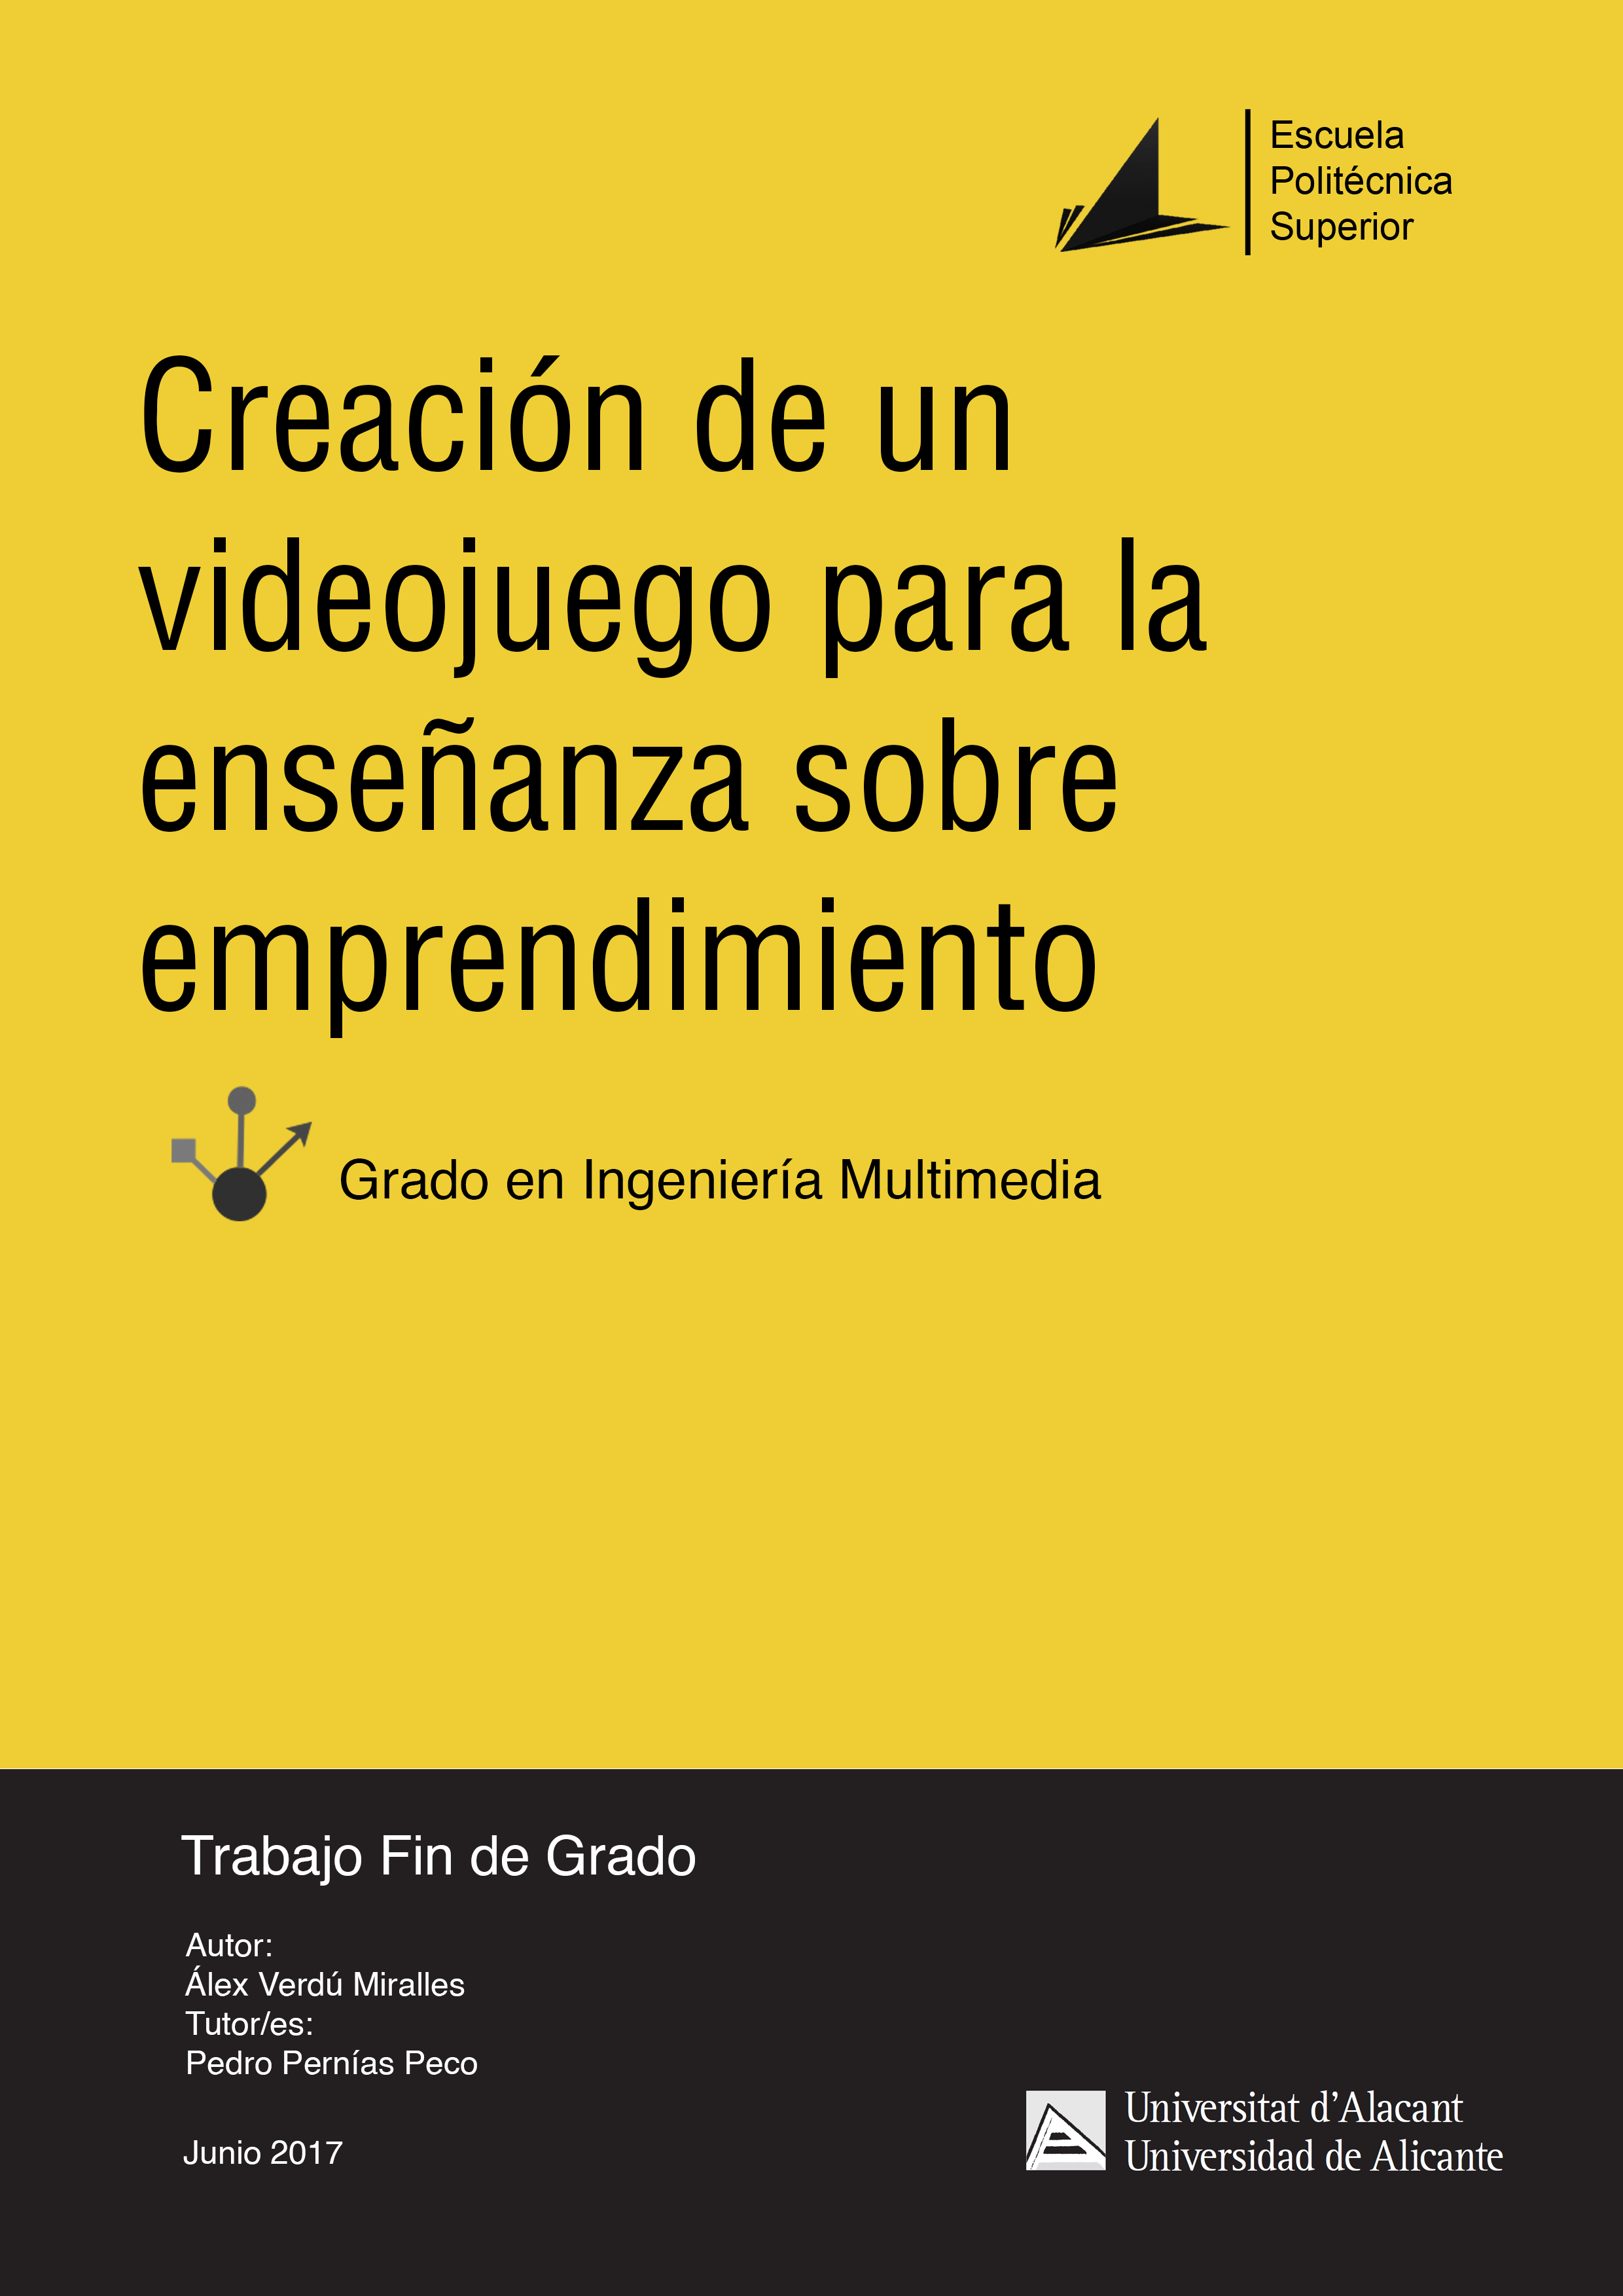 Escuela
Politécnica
Superior
Creación de un
videojuego para la
enseñanza sobre
emprendimiento
Grado en Ingeniería Multimedia
Trabajo Fin de Grado
Autor:
Álex Verdú Miralles
Tutor/es:
Pedro Pernías Peco
Junio 2017
Universitat d'Alacant
Universidad de Alicante